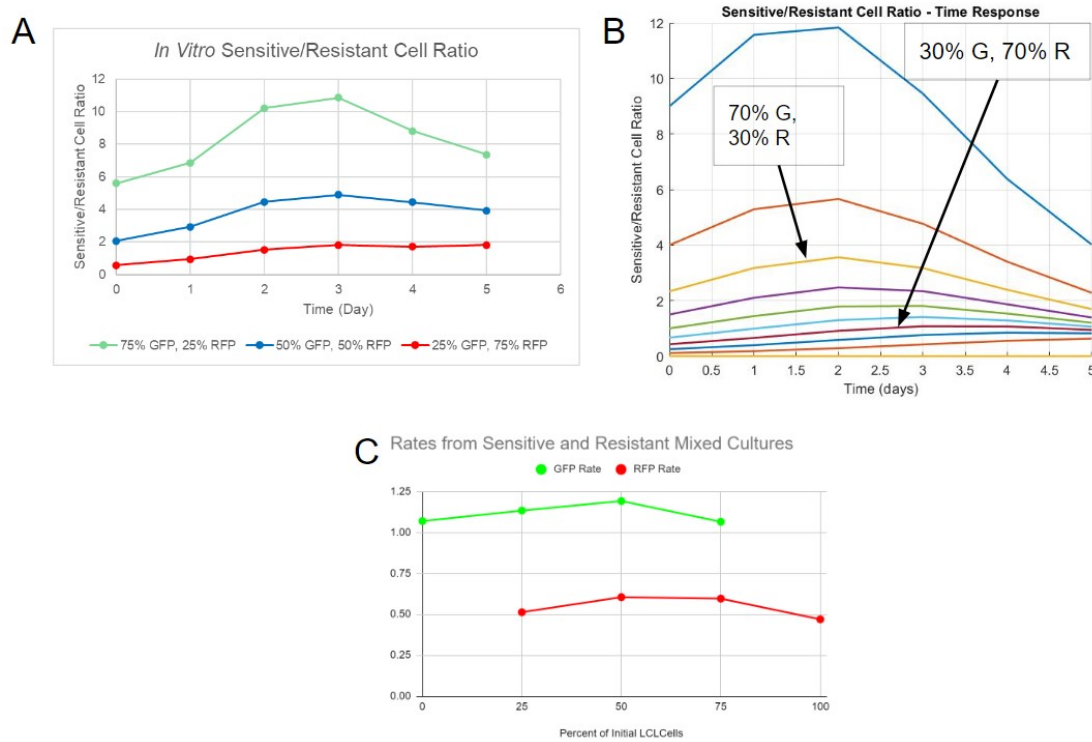 A
In Vitro Sensitive/Resistant Cell Ratio
Sensitive/Resistant Cell Ratio
12
10
8
6
4
2
0
0 1 2 3 4 5 6
Time (Day)
75% GFP, 25% RFP 50% GFP, 50% RFP 25% GFP, 75% RFP
B
Sensitive/Resistant Cell Ratio - Time Response
Sensitive/Resistant Cell Ratio
12
10
8
6
4
2
0
30% G, 70% R
70% G,
30% R
0 0.5 1 1.5 2 2.5 3 3.5 4 4.5 5
Time (days)
C
Rates from Sensitive and Resistant Mixed Cultures
GFP Rate RFP Rate
1.25
1.00
0.75
0.50
0.25
0.00
0 25 50 75 100
Percent of Initial LCLCells